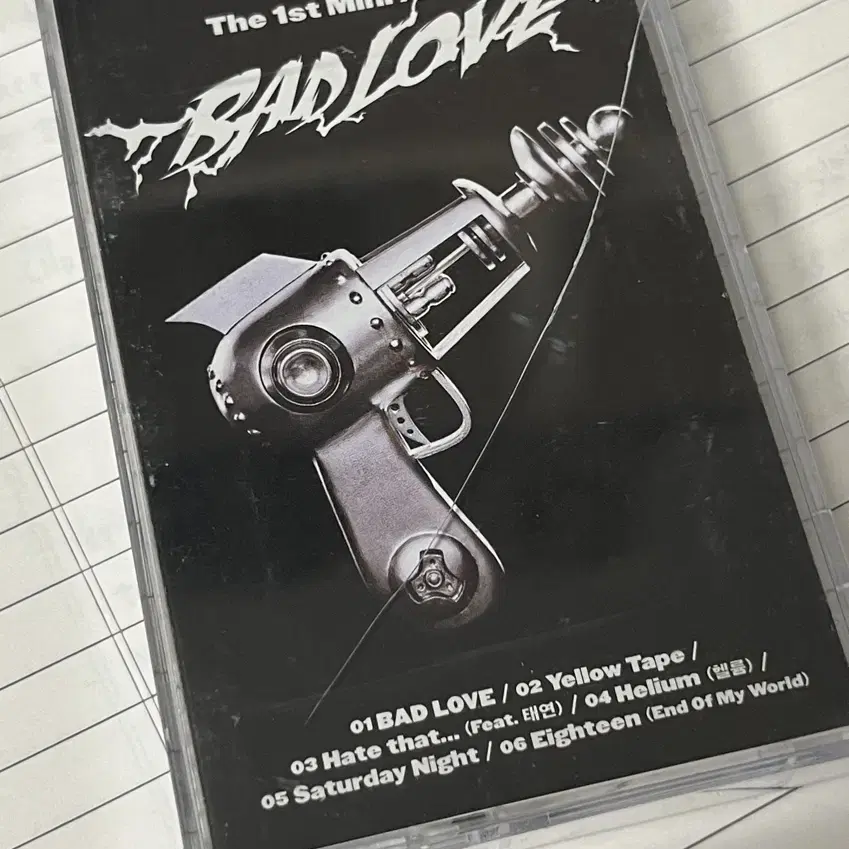 The 1st Mini
BAD LOVE
01 BAD LOVE / 02 Yellow Tape /
03 Hate that... (Feat. 태연) / 04 Helium (헬륨) /
05 Saturday Night / 06 Eighteen (End Of My World)